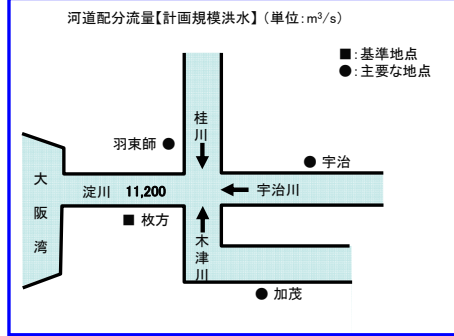 河道配分流量【計画規模洪水】（単位：m³/s）
■：基準地点
●：主要な地点
桂川
羽束師 ●
● 宇治
大阪湾
淀川 11,200
宇治川
■ 枚方
木津川
● 加茂